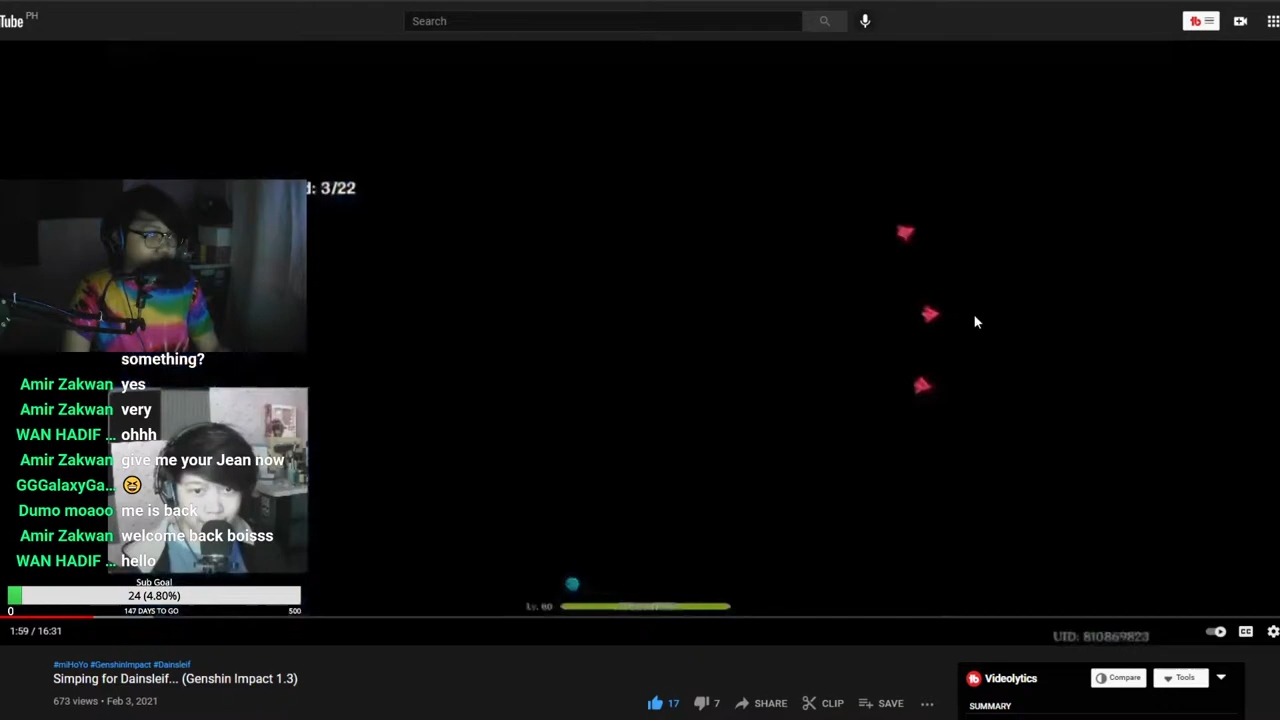 Tube PH
Search
d: 3/22
something?
Amir Zakwan yes
Amir Zakwan very
WAN HADIF ... ohhh
Amir Zakwan give me your Jean now
GGGalaxyGa... 😆
Dumo moaoo me is back
Amir Zakwan welcome back boisss
WAN HADIF ... hello
Sub Goal
24 (4.80%)
0 147 DAYS TO GO 500
Lv. 80
1:59 / 16:31
UID: 810869823
CC
#miHoYo #GenshinImpact #Dainsleif
Simping for Dainsleif... (Genshin Impact 1.3)
673 views • Feb 3, 2021
17 7 SHARE CLIP SAVE ...
tb Videolytics Compare Tools
SUMMARY